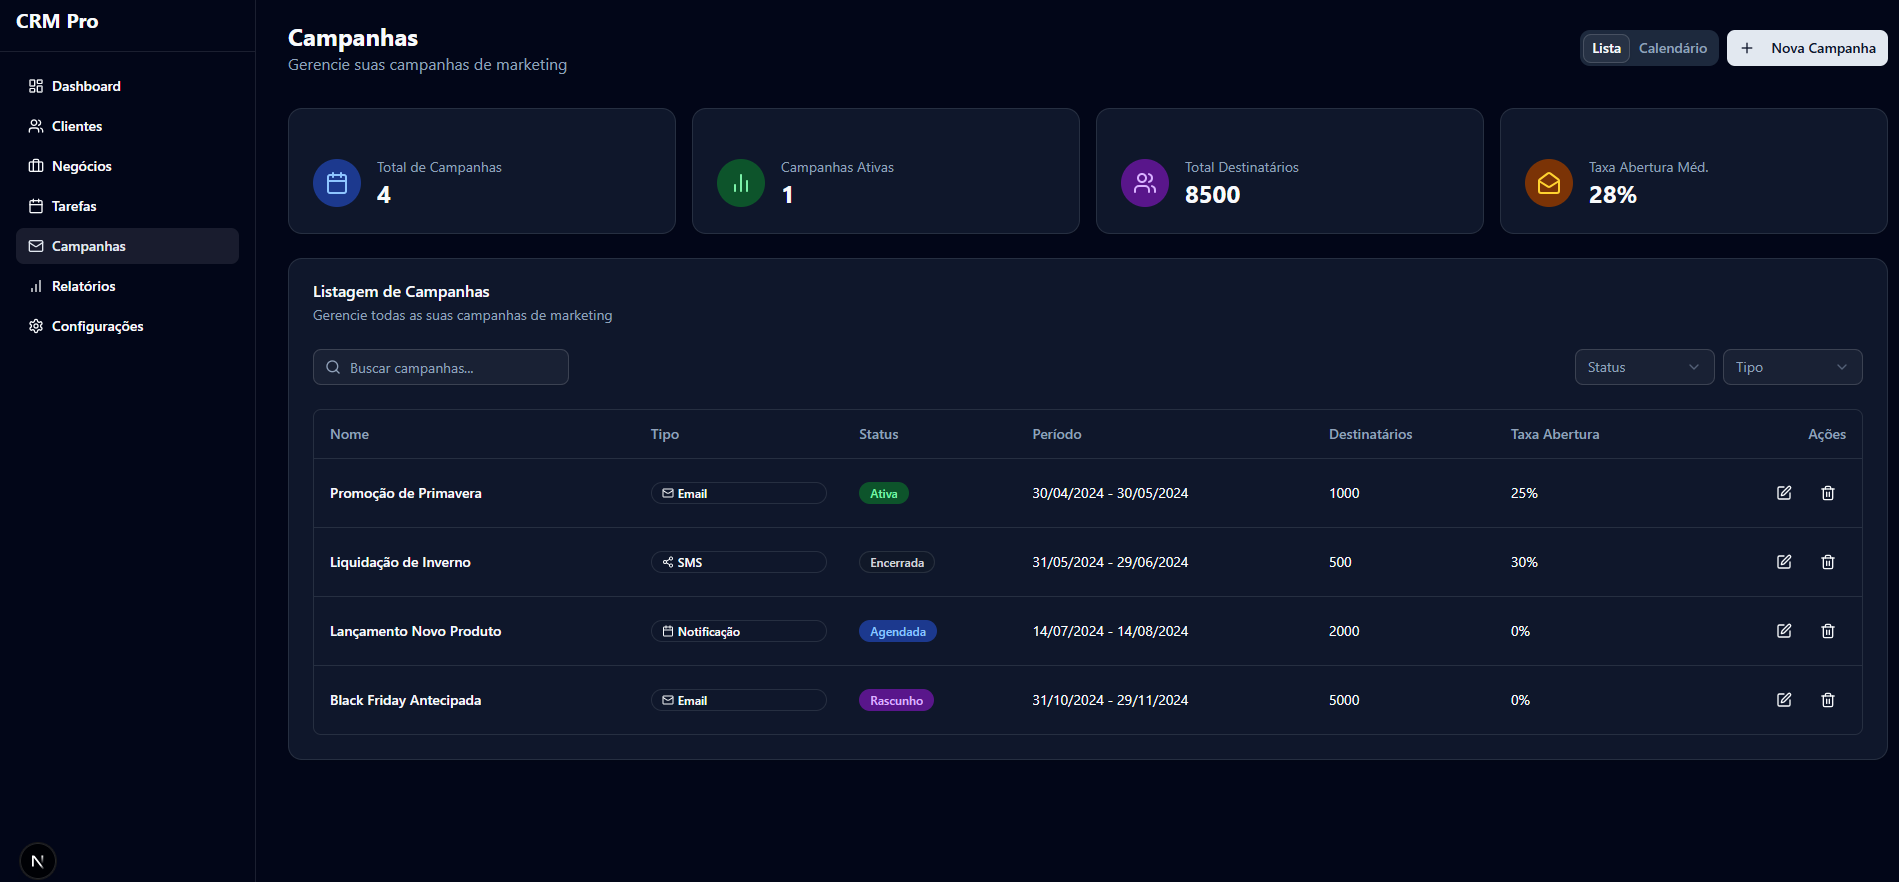 CRM Pro
Dashboard
Clientes
Negócios
Tarefas
Campanhas
Relatórios
Configurações
N
Campanhas
Gerencie suas campanhas de marketing
Lista Calendário + Nova Campanha
Total de Campanhas
4
Campanhas Ativas
1
Total Destinatários
8500
Taxa Abertura Méd.
28%
Listagem de Campanhas
Gerencie todas as suas campanhas de marketing
Buscar campanhas... Status Tipo
Nome Tipo Status Período Destinatários Taxa Abertura Ações
Promoção de Primavera Email Ativa 30/04/2024 - 30/05/2024 1000 25%
Liquidação de Inverno SMS Encerrada 31/05/2024 - 29/06/2024 500 30%
Lançamento Novo Produto Notificação Agendada 14/07/2024 - 14/08/2024 2000 0%
Black Friday Antecipada Email Rascunho 31/10/2024 - 29/11/2024 5000 0%